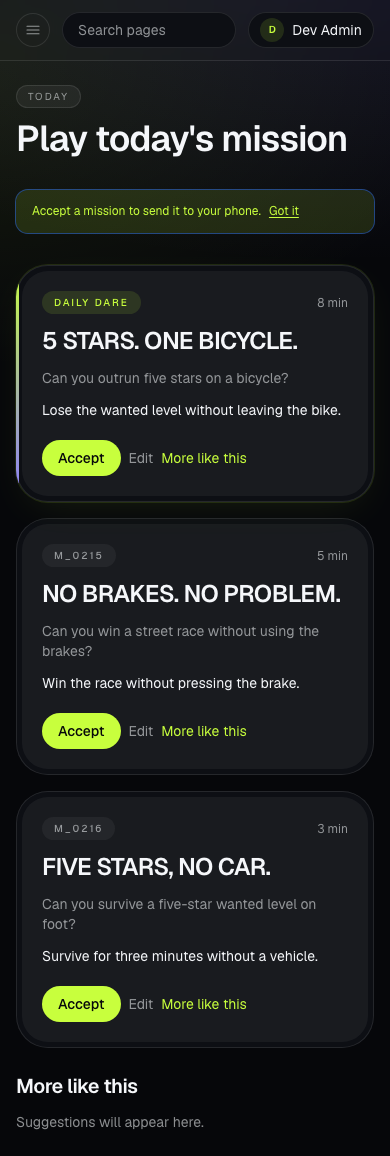 Search pages
D
Dev Admin
TODAY
Play today's mission
Accept a mission to send it to your phone. Got it
DAILY DARE
8 min
5 STARS. ONE BICYCLE.
Can you outrun five stars on a bicycle?
Lose the wanted level without leaving the bike.
Accept Edit More like this
M_0215
5 min
NO BRAKES. NO PROBLEM.
Can you win a street race without using the
brakes?
Win the race without pressing the brake.
Accept Edit More like this
M_0216
3 min
FIVE STARS, NO CAR.
Can you survive a five-star wanted level on
foot?
Survive for three minutes without a vehicle.
Accept Edit More like this
More like this
Suggestions will appear here.